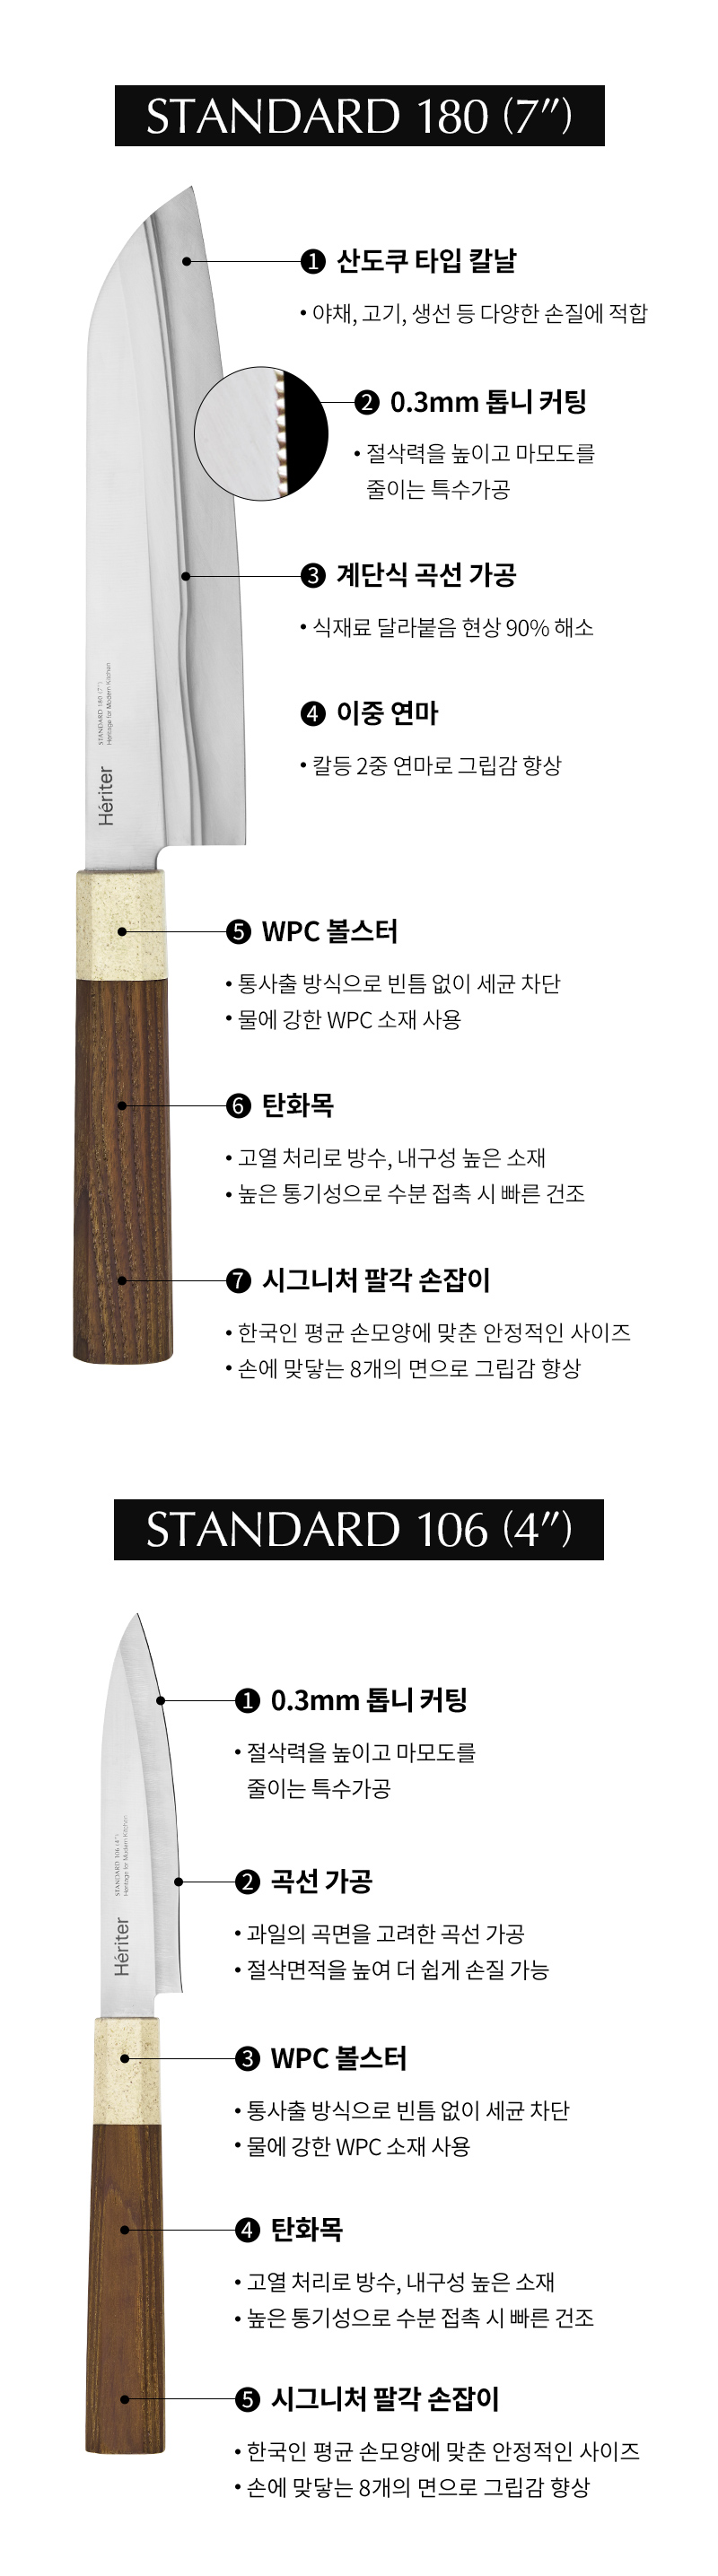 STANDARD 180 (7″)
❶ 산도쿠 타입 칼날
• 야채, 고기, 생선 등 다양한 손질에 적합
❷ 0.3mm 톱니 커팅
• 절삭력을 높이고 마모도를
줄이는 특수가공
❸ 계단식 곡선 가공
• 식재료 달라붙음 현상 90% 해소
STANDARD 180 (7″)
Heritage for Modern Kitchen
Hériter
❹ 이중 연마
• 칼등 2중 연마로 그립감 향상
❺ WPC 볼스터
• 통사출 방식으로 빈틈 없이 세균 차단
• 물에 강한 WPC 소재 사용
❻ 탄화목
• 고열 처리로 방수, 내구성 높은 소재
• 높은 통기성으로 수분 접촉 시 빠른 건조
❼ 시그니처 팔각 손잡이
• 한국인 평균 손모양에 맞춘 안정적인 사이즈
• 손에 맞닿는 8개의 면으로 그립감 향상
STANDARD 106 (4″)
❶ 0.3mm 톱니 커팅
• 절삭력을 높이고 마모도를
줄이는 특수가공
STANDARD 106 (4″)
Heritage for Modern Kitchen
Hériter
❷ 곡선 가공
• 과일의 곡면을 고려한 곡선 가공
• 절삭면적을 높여 더 쉽게 손질 가능
❸ WPC 볼스터
• 통사출 방식으로 빈틈 없이 세균 차단
• 물에 강한 WPC 소재 사용
❹ 탄화목
• 고열 처리로 방수, 내구성 높은 소재
• 높은 통기성으로 수분 접촉 시 빠른 건조
❺ 시그니처 팔각 손잡이
• 한국인 평균 손모양에 맞춘 안정적인 사이즈
• 손에 맞닿는 8개의 면으로 그립감 향상